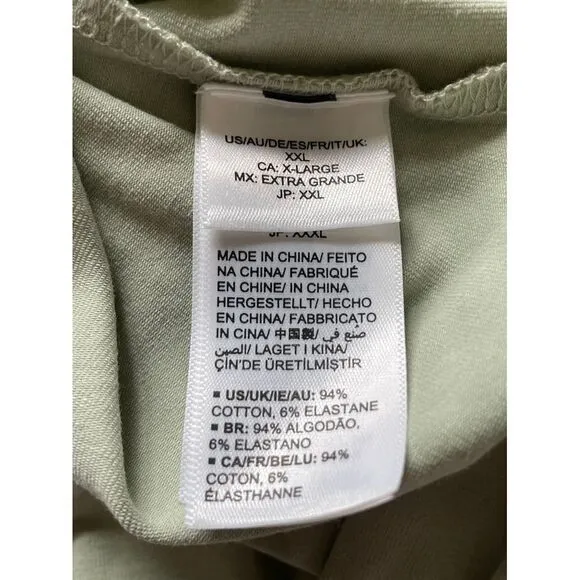 US/AU/DE/ES/FR/IT/UK:
XXL
CA: X-LARGE
MX: EXTRA GRANDE
JP: XXL
JP: XXXL
MADE IN CHINA/ FEITO
NA CHINA/ FABRIQUÉ
EN CHINE/ IN CHINA
HERGESTELLT/ HECHO
EN CHINA/ FABBRICATO
IN CINA/ 中国製/ صنع في
الصين/ LAGET I KINA/
ÇİN'DE ÜRETİLMİŞTİR
▪ US/UK/IE/AU: 94%
COTTON, 6% ELASTANE
▪ BR: 94% ALGODÃO,
6% ELASTANO
▪ CA/FR/BE/LU: 94%
COTON, 6%
ÉLASTHANNE